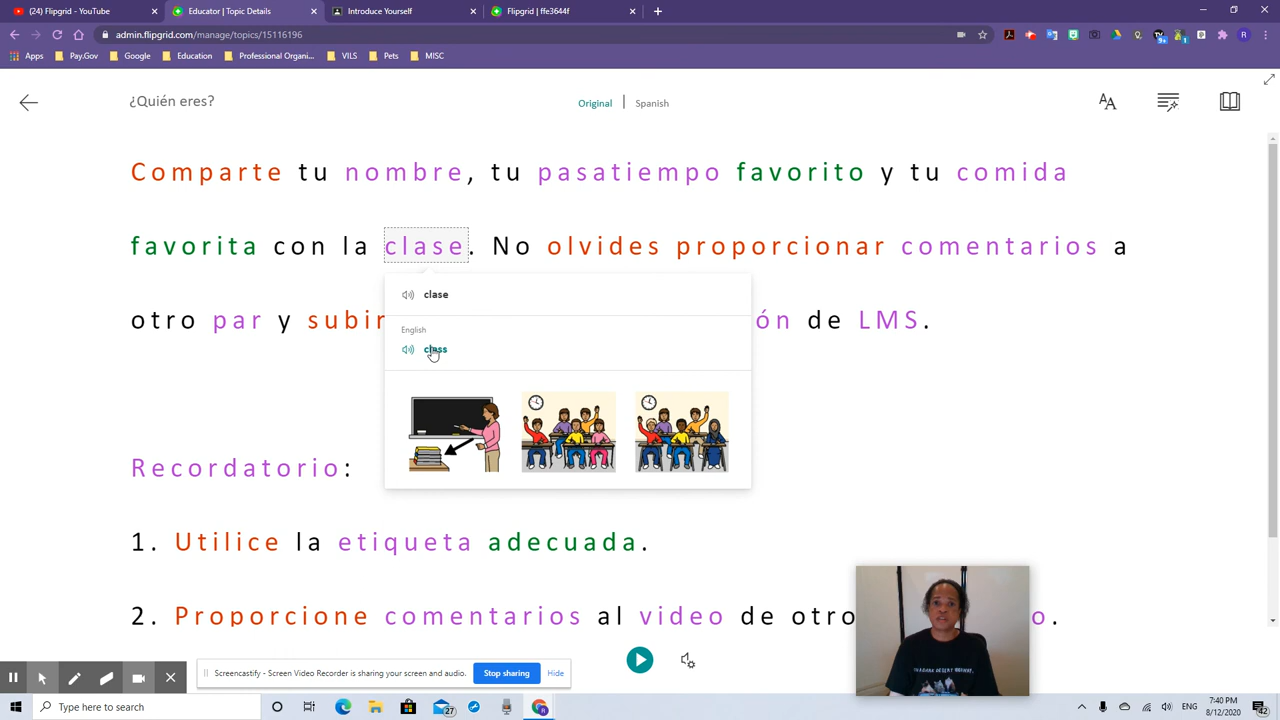 (2) Flipgrid - YouTube
Educator | Topic Details
Introduce Yourself
Flipgrid | ffe3644f
admin.flipgrid.com/manage/topics/15116196
Apps
Pay.Gov
Google
Education
Professional Organi...
VILS
Pets
MISC
¿Quién eres?
Original | Spanish
Comparte tu nombre, tu pasatiempo favorito y tu comida
favorita con la clase. No olvides proporcionar comentarios a
otro par y subir ón de LMS.
clase
English
class
Recordatorio:
1. Utilice la etiqueta adecuada.
2. Proporcione comentarios al video de otro o.
Screencastify - Screen Video Recorder is sharing your screen and audio.
Stop sharing
Hide
Type here to search
27
ENG
7:40 PM
8/12/2020
42